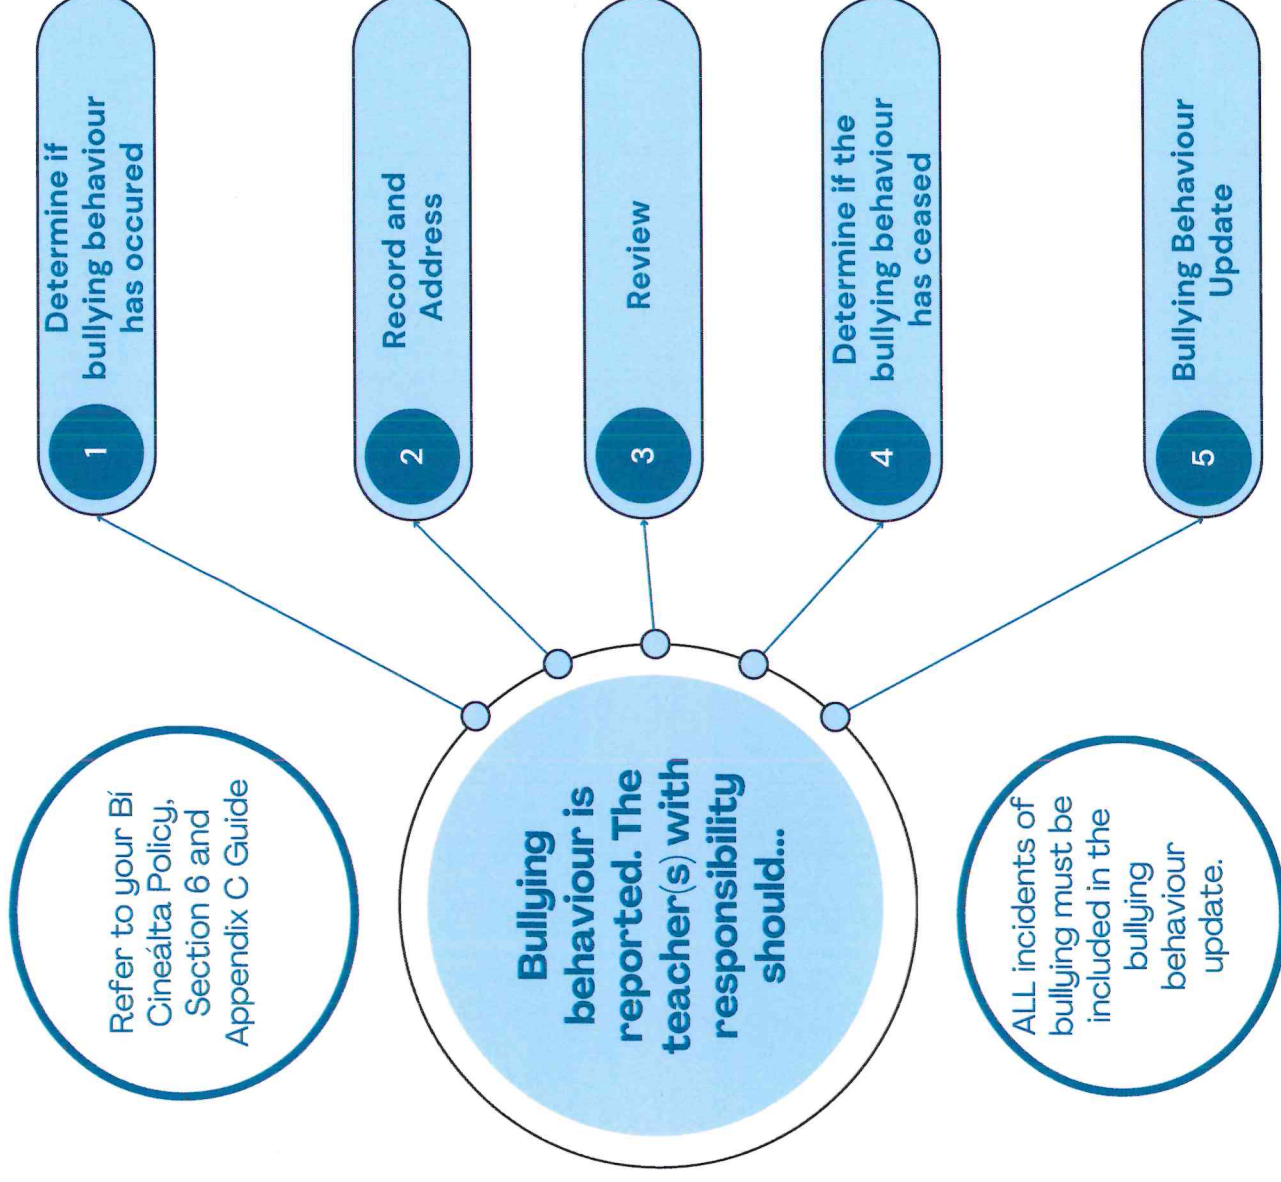 Refer to your Bí
Cineálta Policy,
Section 6 and
Appendix C Guide
Bullying
behaviour is
reported. The
teacher(s) with
responsibility
should...
ALL incidents of
bullying must be
included in the
bullying
behaviour
update.
1
Determine if
bullying behaviour
has occured
2
Record and
Address
3
Review
4
Determine if the
bullying behaviour
has ceased
5
Bullying Behaviour
Update